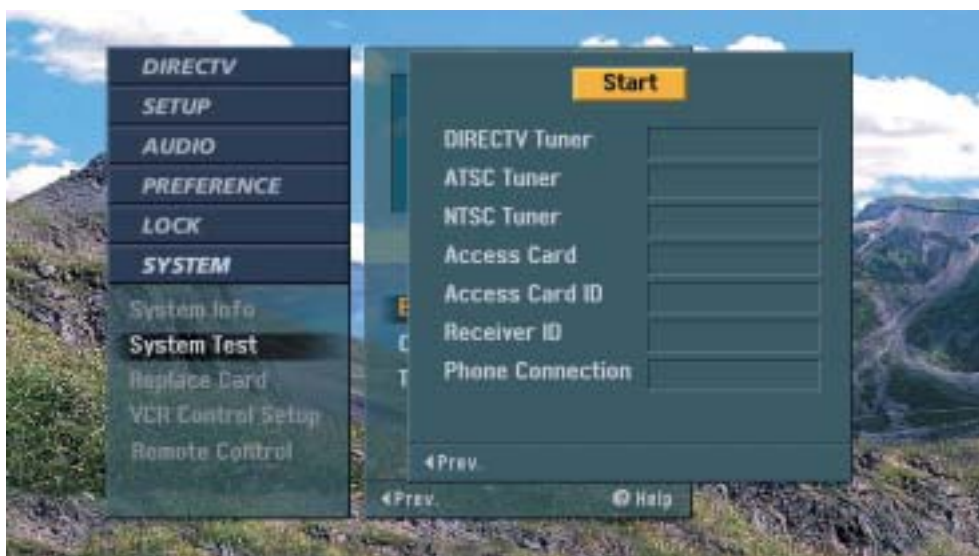 DIRECTV
SETUP
AUDIO
PREFERENCE
LOCK
SYSTEM
System Info
System Test
Replace Card
VCR Control Setup
Remote Control
Start
DIRECTV Tuner
ATSC Tuner
NTSC Tuner
Access Card
Access Card ID
Receiver ID
Phone Connection
Prev.
Prev.
Help